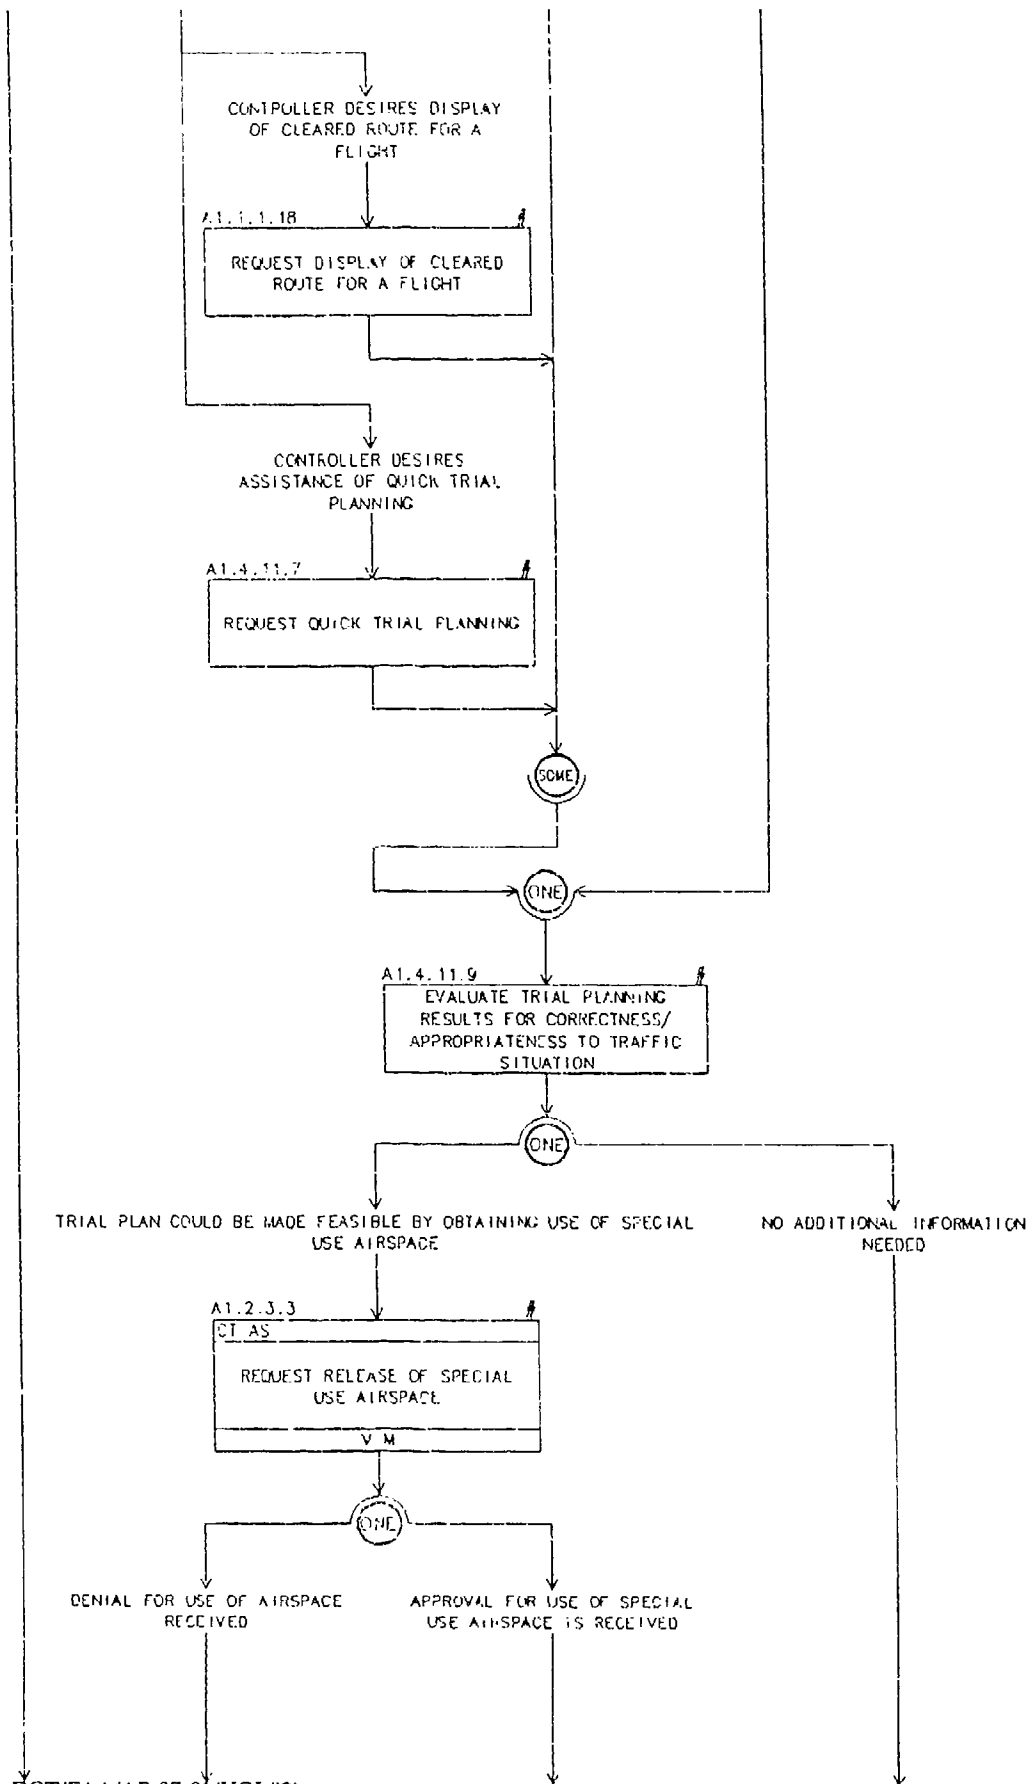 CONTROLLER DESIRES DISPLAY
OF CLEARED ROUTE FOR A
FLIGHT
A1.1.1.18
REQUEST DISPLAY OF CLEARED
ROUTE FOR A FLIGHT
CONTROLLER DESIRES
ASSISTANCE OF QUICK TRIAL
PLANNING
A1.4.11.7
REQUEST QUICK TRIAL PLANNING
SOME
ONE
A1.4.11.9
EVALUATE TRIAL PLANNING
RESULTS FOR CORRECTNESS/
APPROPRIATENESS TO TRAFFIC
SITUATION
ONE
TRIAL PLAN COULD BE MADE FEASIBLE BY OBTAINING USE OF SPECIAL
USE AIRSPACE
NO ADDITIONAL INFORMATION
NEEDED
A1.2.3.3
CT AS
REQUEST RELEASE OF SPECIAL
USE AIRSPACE
V M
ONE
DENIAL FOR USE OF AIRSPACE
RECEIVED
APPROVAL FOR USE OF SPECIAL
USE AIRSPACE IS RECEIVED